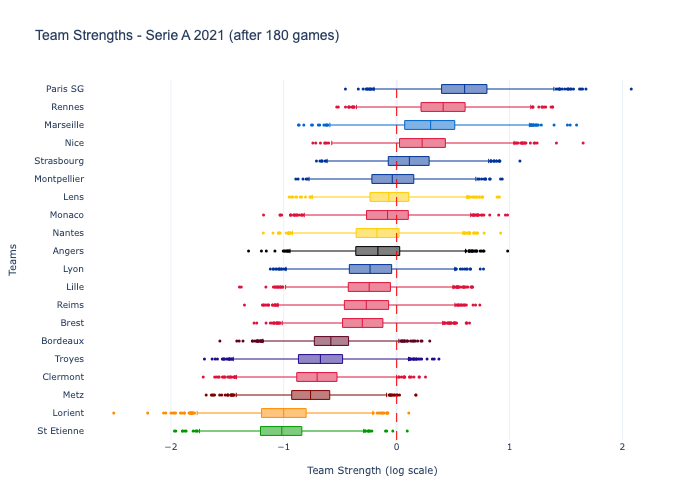 Team Strengths - Serie A 2021 (after 180 games)
Paris SG
Rennes
Marseille
Nice
Strasbourg
Montpellier
Lens
Monaco
Nantes
Angers
Lyon
Lille
Reims
Brest
Bordeaux
Troyes
Clermont
Metz
Lorient
St Etienne
Teams
−2 −1 0 1 2
Team Strength (log scale)